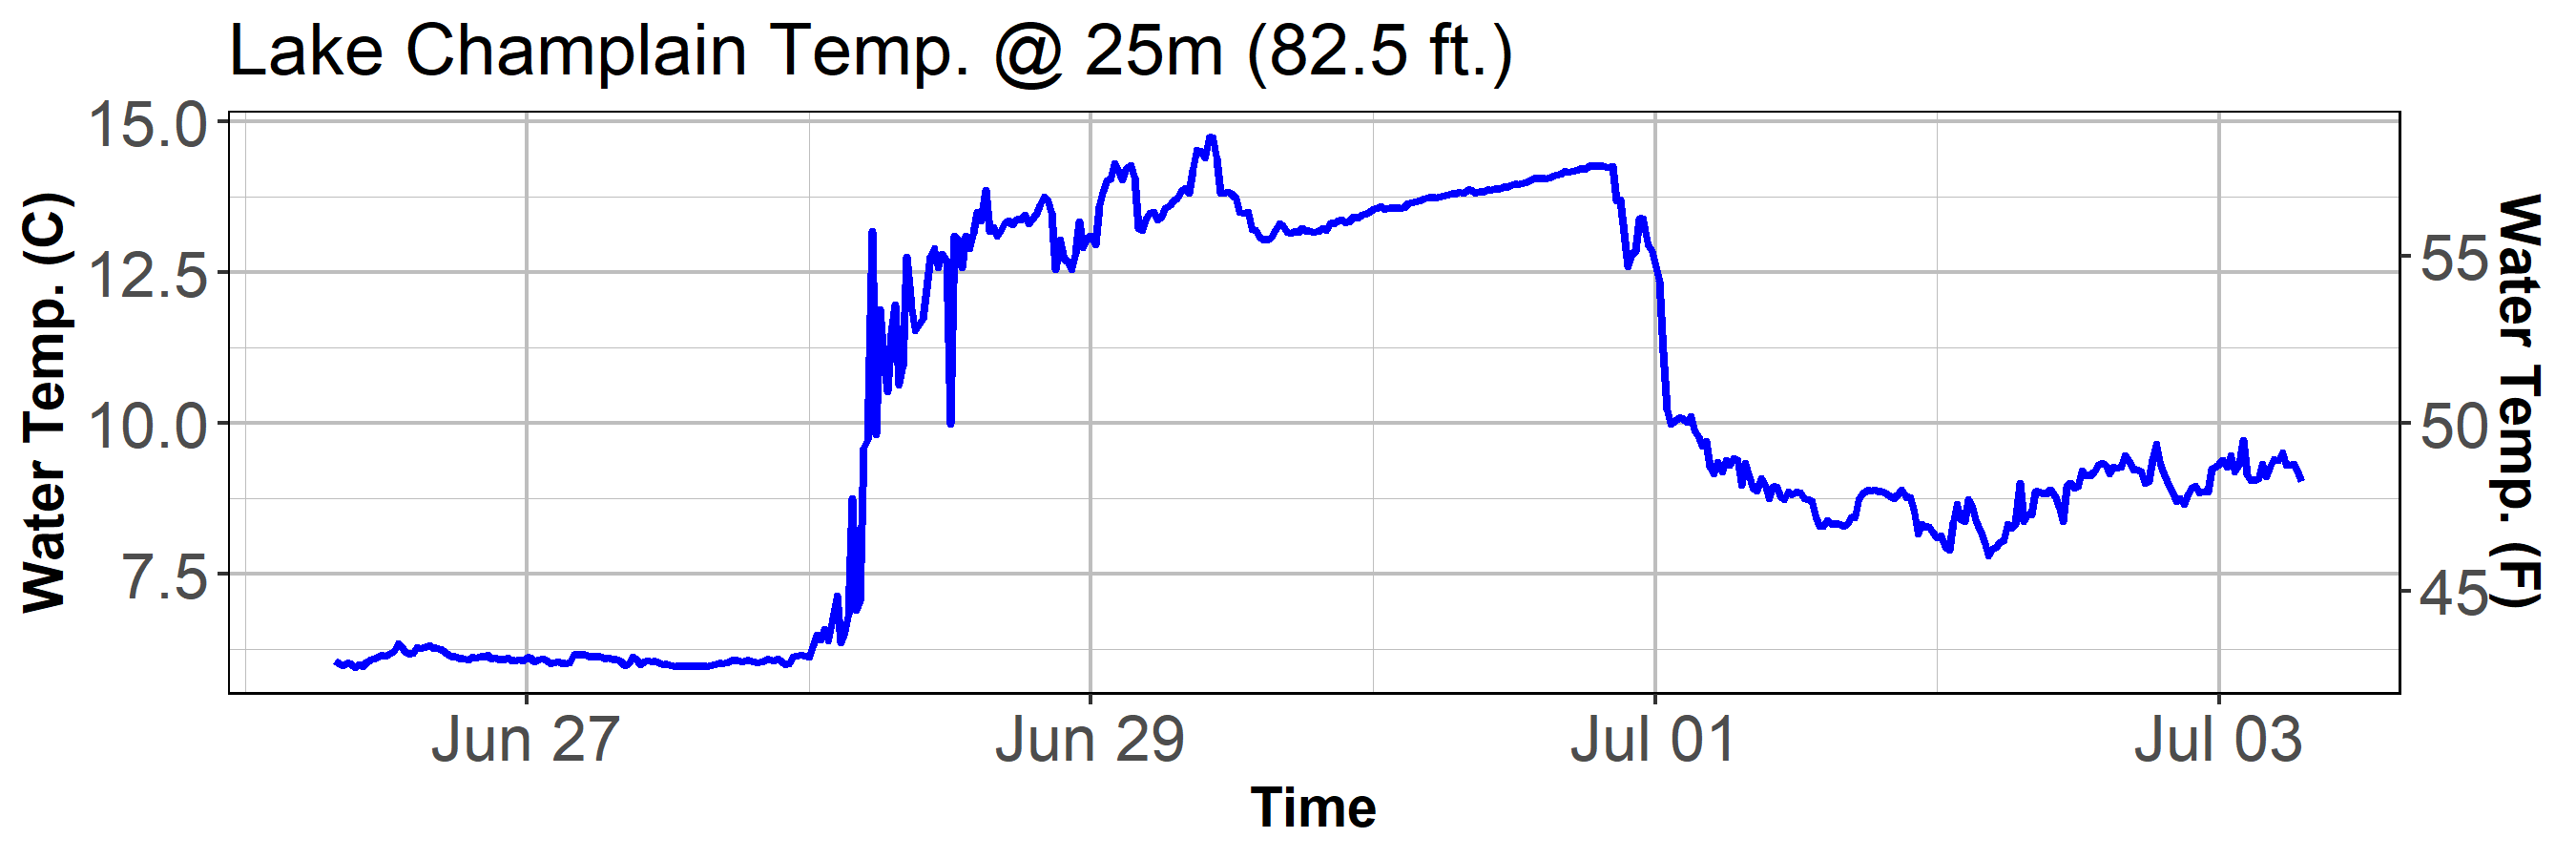 Lake Champlain Temp. @ 25m (82.5 ft.)
Water Temp. (C)
15.0
12.5
10.0
7.5
55
50
45
Water Temp. (F)
Jun 27
Jun 29
Jul 01
Jul 03
Time